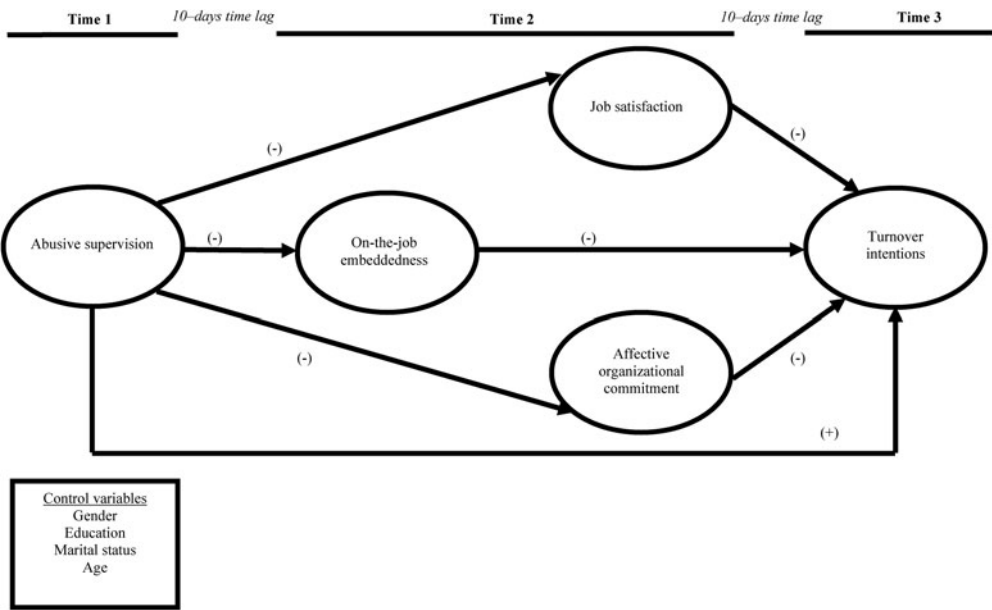 Time 1
10–days time lag
Time 2
10–days time lag
Time 3
Job satisfaction
(-)
(-)
Abusive supervision
(-)
On-the-job
embeddedness
(-)
Turnover
intentions
(-)
Affective
organizational
commitment
(-)
(+)
Control variables
Gender
Education
Marital status
Age